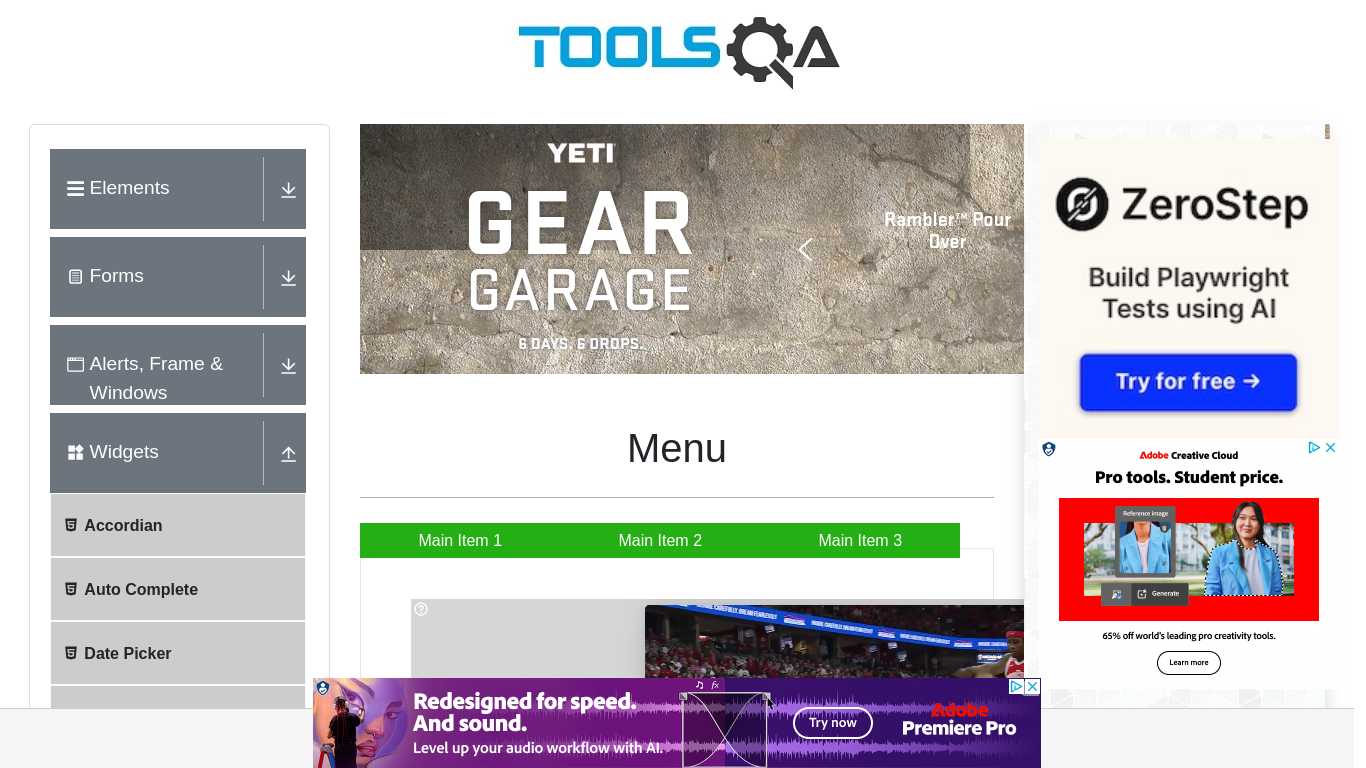 TOOLSQA
Elements
Forms
Alerts, Frame &
Windows
Widgets
Accordian
Auto Complete
Date Picker
YETI
GEAR
GARAGE
6 DAYS. 6 DROPS.
Rambler™ Pour
Over
Menu
Main Item 1
Main Item 2
Main Item 3
ZeroStep
Build Playwright
Tests using AI
Try for free →
Adobe Creative Cloud
Pro tools. Student price.
Reference image
Generate
65% off world's leading pro creativity tools.
Learn more
Redesigned for speed.
And sound.
Level up your audio workflow with AI.
fx
Try now
Adobe
Premiere Pro